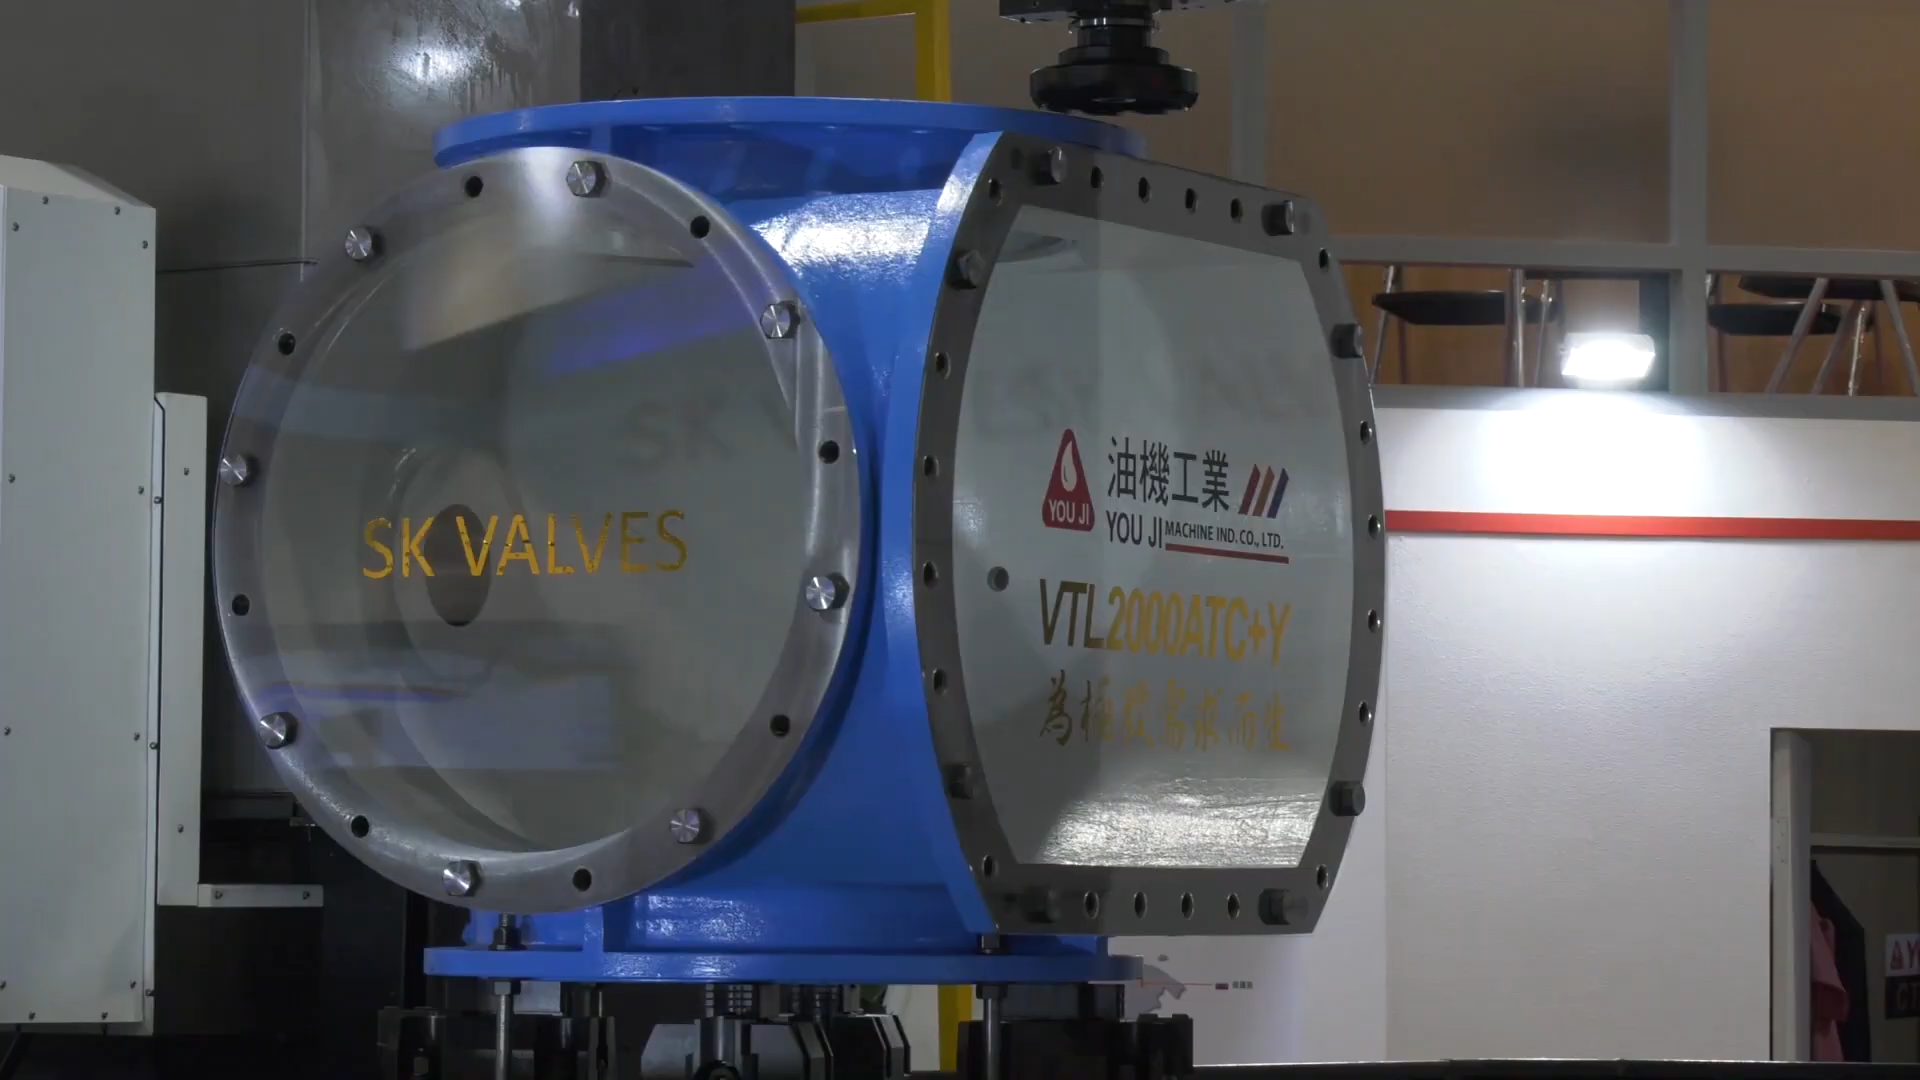 SK VALVES
YOU JI
油機工業
YOU JI MACHINE IND. CO., LTD.
VTL2000ATC+Y
為極致需求而生